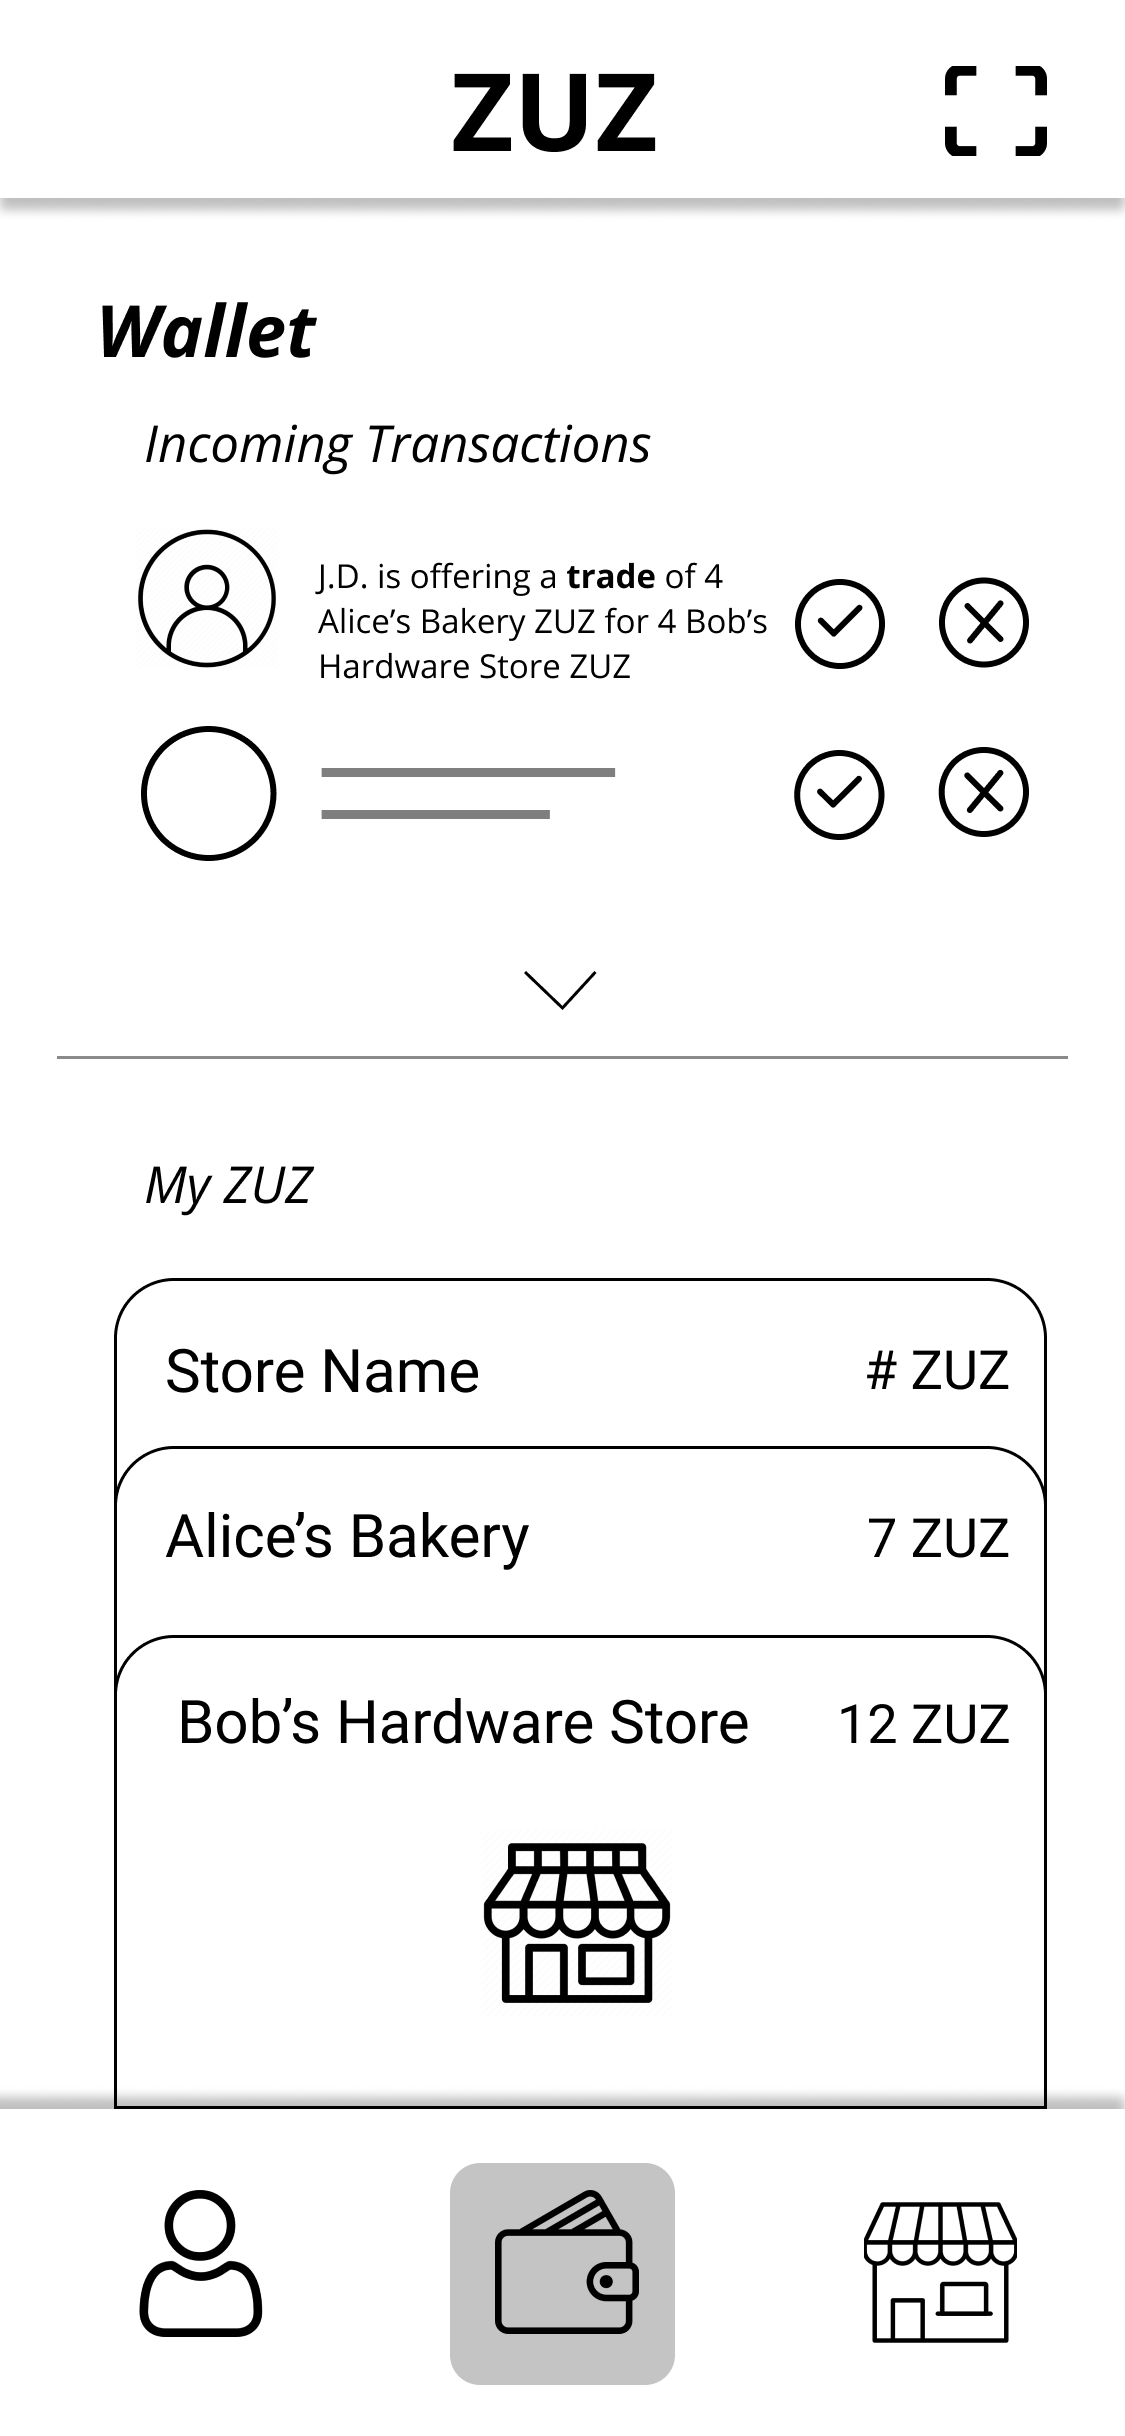 ZUZ
Wallet
Incoming Transactions
J.D. is offering a trade of 4
Alice’s Bakery ZUZ for 4 Bob’s
Hardware Store ZUZ
My ZUZ
Store Name # ZUZ
Alice’s Bakery 7 ZUZ
Bob’s Hardware Store 12 ZUZ